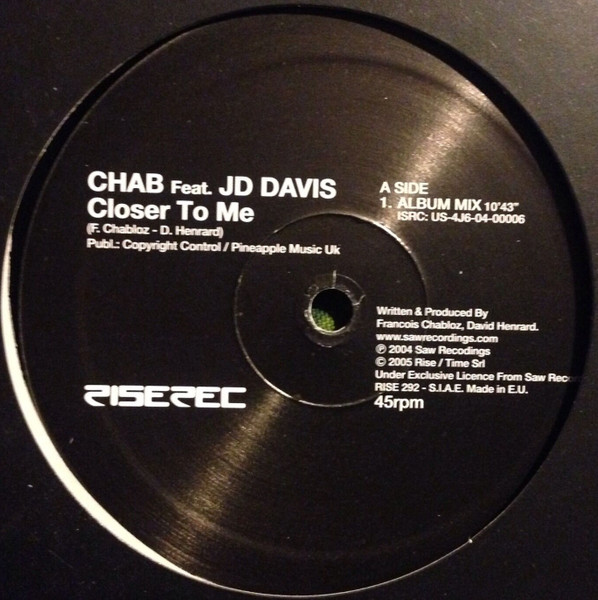 CHAB Feat. JD DAVIS
Closer To Me
(F. Chabloz - D. Henrard)
Publ.: Copyright Control / Pineapple Music Uk
A SIDE
1. ALBUM MIX 10'43"
ISRC: US-4J6-04-00006
Written & Produced By
Francois Chabloz, David Henrard.
www.sawrecordings.com
℗ 2004 Saw Recodings
© 2005 Rise / Time Srl
Under Exclusive Licence From Saw Rec
RISE 292 - S.I.A.E. Made in E.U.
45rpm
RISEREC